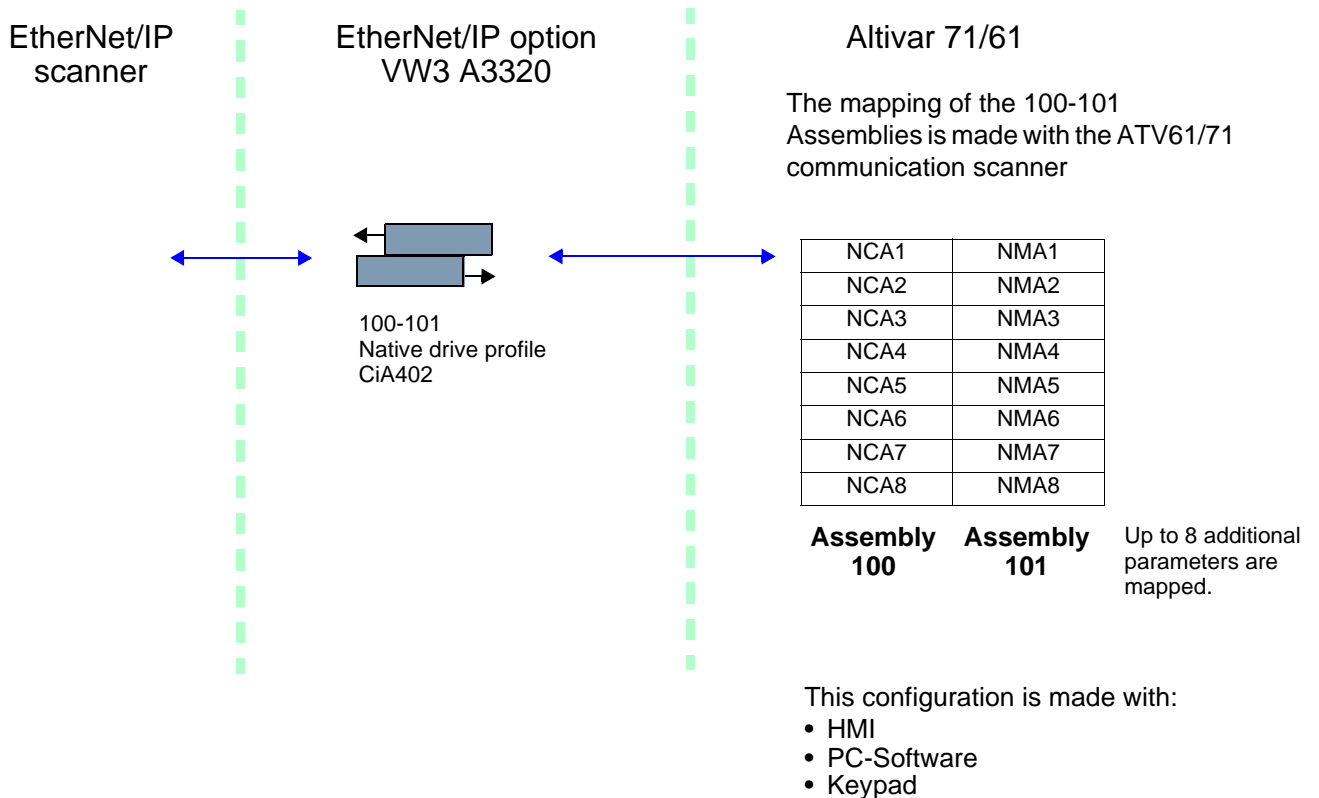 EtherNet/IP
scanner
EtherNet/IP option
VW3 A3320
Altivar 71/61
The mapping of the 100-101
Assemblies is made with the ATV61/71
communication scanner
100-101
Native drive profile
CiA402
NCA1 NMA1
NCA2 NMA2
NCA3 NMA3
NCA4 NMA4
NCA5 NMA5
NCA6 NMA6
NCA7 NMA7
NCA8 NMA8
Assembly Assembly
100 101
Up to 8 additional
parameters are
mapped.
This configuration is made with:
• HMI
• PC-Software
• Keypad